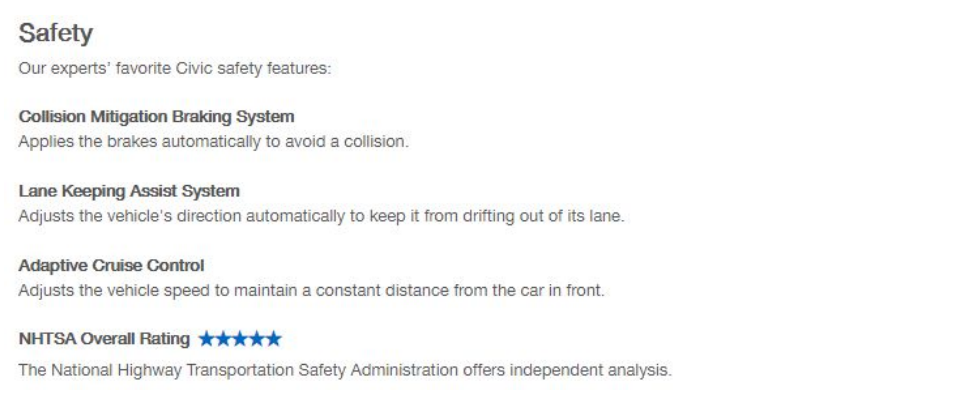 Safety
Our experts' favorite Civic safety features:
Collision Mitigation Braking System
Applies the brakes automatically to avoid a collision.
Lane Keeping Assist System
Adjusts the vehicle's direction automatically to keep it from drifting out of its lane.
Adaptive Cruise Control
Adjusts the vehicle speed to maintain a constant distance from the car in front.
NHTSA Overall Rating ★★★★★
The National Highway Transportation Safety Administration offers independent analysis.